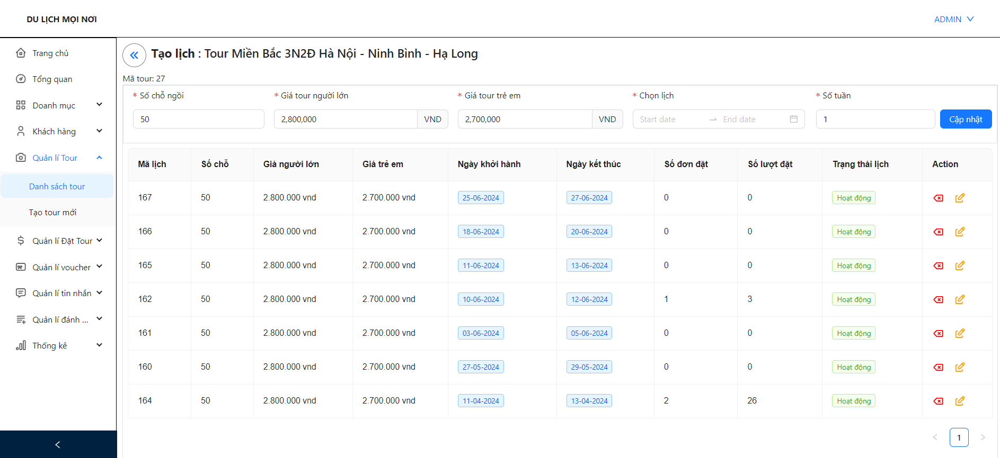 DU LỊCH MỌI NƠI
ADMIN
Trang chủ
Tổng quan
Doanh mục
Khách hàng
Quản lí Tour
Danh sách tour
Tạo tour mới
Quản lí Đặt Tour
Quản lí voucher
Quản lí tin nhắn
Quản lí đánh ...
Thống kê
Tạo lịch : Tour Miền Bắc 3N2Đ Hà Nội - Ninh Bình - Hạ Long
Mã tour: 27
* Số chỗ ngồi * Giá tour người lớn * Giá tour trẻ em * Chọn lịch * Số tuần
50 2,800,000 VND 2,700,000 VND Start date End date 1 Cập nhật
Mã lịch Số chỗ Giá người lớn Giá trẻ em Ngày khởi hành Ngày kết thúc Số đơn đặt Số lượt đặt Trạng thái lịch Action
167 50 2.800.000 vnd 2.700.000 vnd 25-06-2024 27-06-2024 0 0 Hoạt động
166 50 2.800.000 vnd 2.700.000 vnd 18-06-2024 20-06-2024 0 0 Hoạt động
165 50 2.800.000 vnd 2.700.000 vnd 11-06-2024 13-06-2024 0 0 Hoạt động
162 50 2.800.000 vnd 2.700.000 vnd 10-06-2024 12-06-2024 1 3 Hoạt động
161 50 2.800.000 vnd 2.700.000 vnd 03-06-2024 05-06-2024 0 0 Hoạt động
160 50 2.800.000 vnd 2.700.000 vnd 27-05-2024 29-05-2024 0 0 Hoạt động
164 50 2.800.000 vnd 2.700.000 vnd 11-04-2024 13-04-2024 2 26 Hoạt động
1